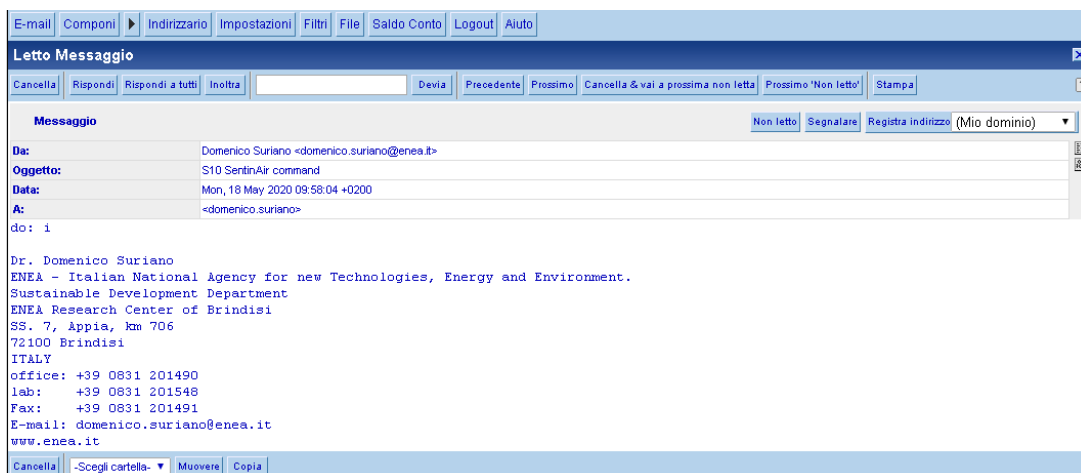 E-mail Componi Indirizzario Impostazioni Filtri File Saldo Conto Logout Aiuto
Letto Messaggio
Cancella Rispondi Rispondi a tutti Inoltra Devia Precedente Prossimo Cancella & vai a prossima non letta Prossimo 'Non letto' Stampa
Messaggio Non letto Segnalare Registra indirizzo (Mio dominio)
Da: Domenico Suriano <domenico.suriano@enea.it>
Oggetto: S10 SentinAir command
Data: Mon, 18 May 2020 09:58:04 +0200
A: <domenico.suriano>
do: i
Dr. Domenico Suriano
ENEA - Italian National Agency for new Technologies, Energy and Environment.
Sustainable Development Department
ENEA Research Center of Brindisi
SS. 7, Appia, km 706
72100 Brindisi
ITALY
office: +39 0831 201490
lab: +39 0831 201548
Fax: +39 0831 201491
E-mail: domenico.suriano@enea.it
www.enea.it
Cancella -Scegli cartella- Muovere Copia